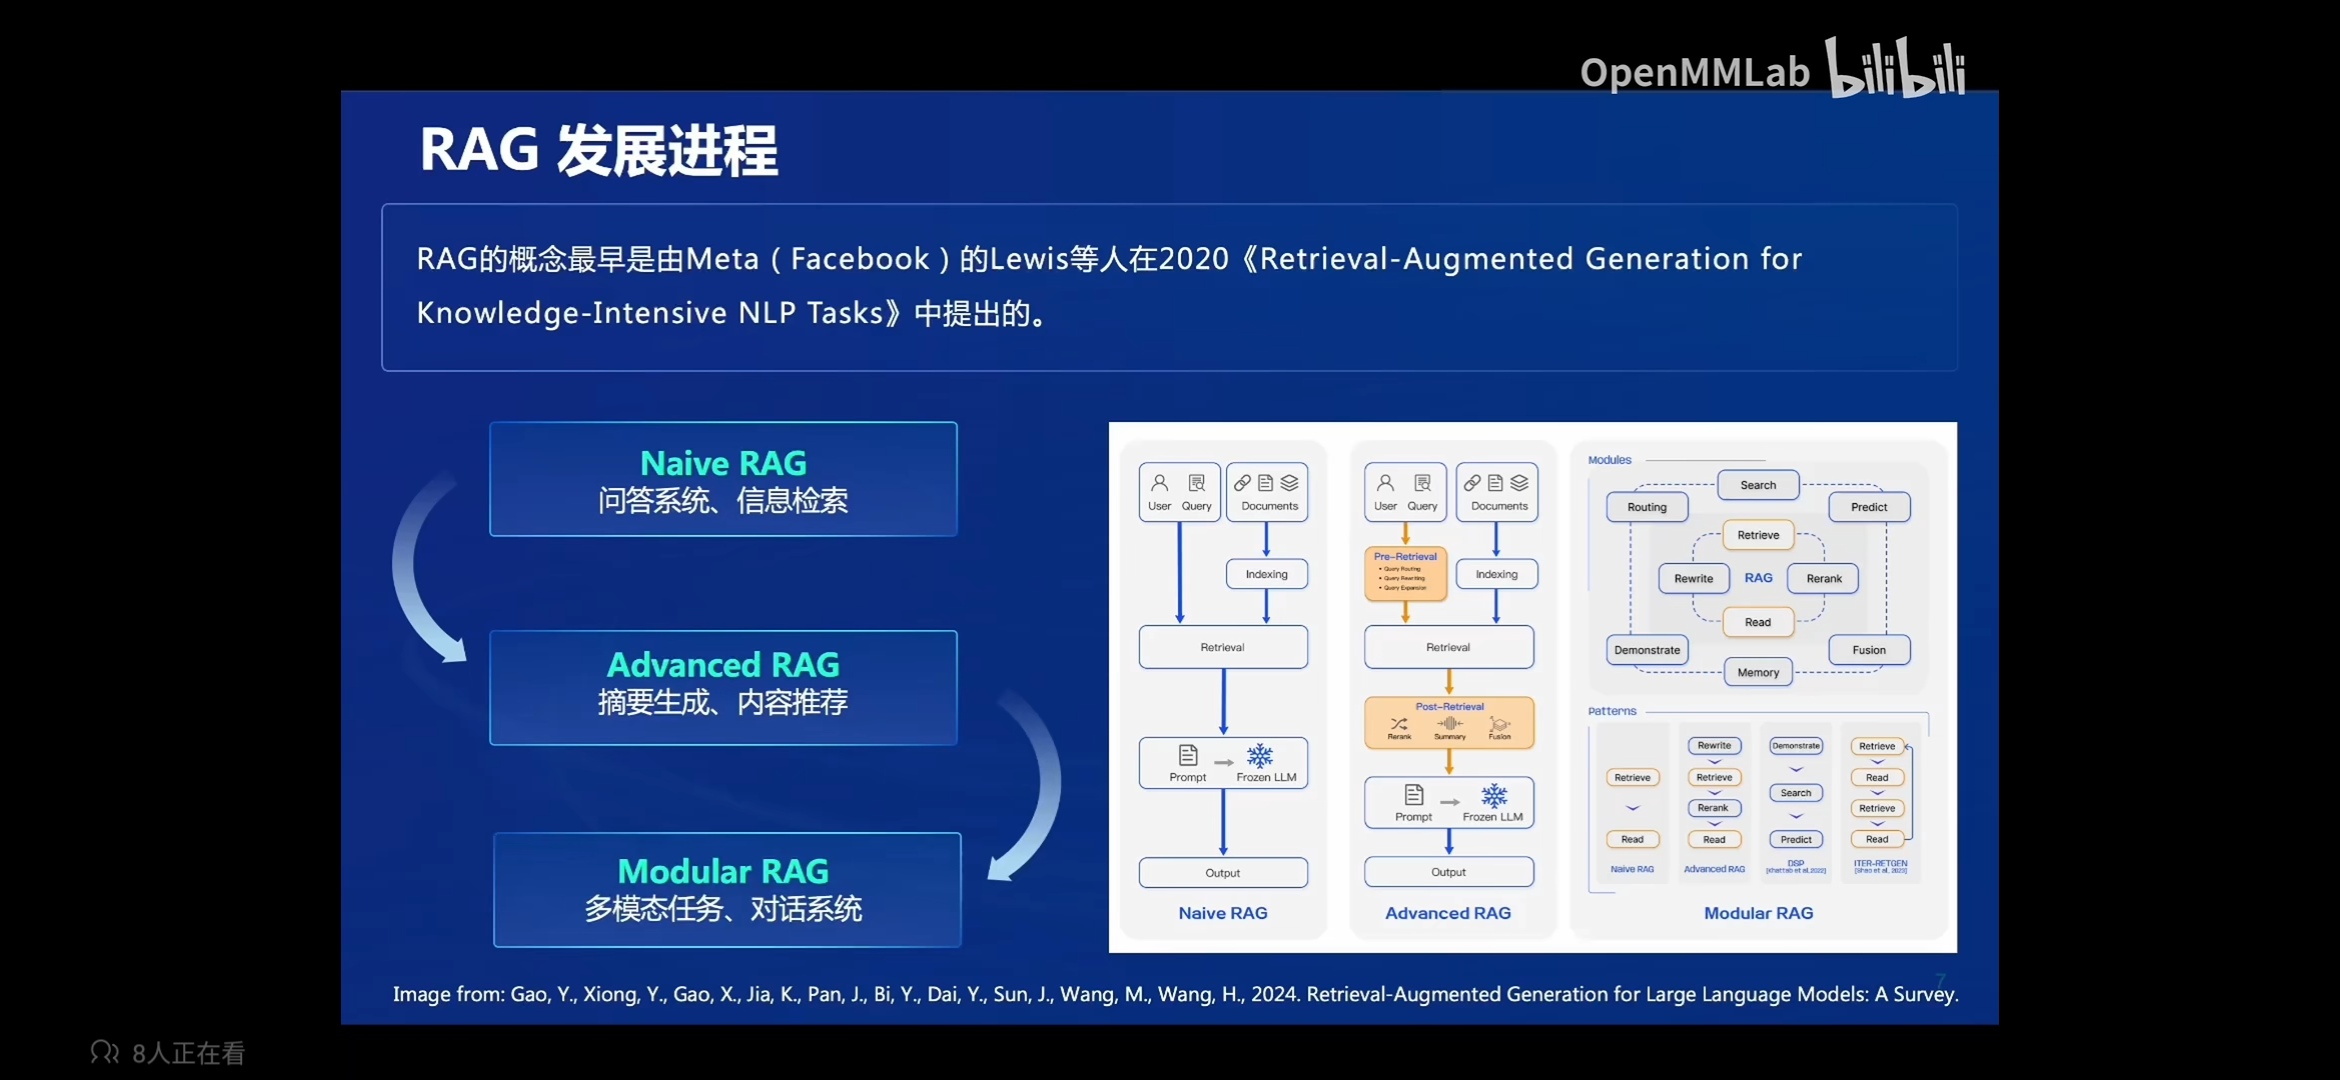 OpenMMLab bilibili
RAG 发展进程
RAG的概念最早是由Meta（Facebook）的Lewis等人在2020《Retrieval-Augmented Generation for
Knowledge-Intensive NLP Tasks》中提出的。
Naive RAG
问答系统、信息检索
Advanced RAG
摘要生成、内容推荐
Modular RAG
多模态任务、对话系统
User Query
Documents
Indexing
Retrieval
Prompt
Frozen LLM
Output
Naive RAG
User Query
Documents
Pre-Retrieval
• Query Routing
• Query Rewriting
• Query Expansion
Indexing
Retrieval
Post-Retrieval
Rerank
Summary
Fusion
Prompt
Frozen LLM
Output
Advanced RAG
Modules
Search
Routing
Predict
Retrieve
Rewrite
RAG
Rerank
Read
Demonstrate
Fusion
Memory
Patterns
Retrieve
Read
Naive RAG
Rewrite
Retrieve
Rerank
Read
Advanced RAG
Demonstrate
Search
Predict
DSP
[Khattab et al.,2022]
Retrieve
Read
Retrieve
Read
ITER-RETGEN
[Shao et al., 2023]
Modular RAG
7
Image from: Gao, Y., Xiong, Y., Gao, X., Jia, K., Pan, J., Bi, Y., Dai, Y., Sun, J., Wang, M., Wang, H., 2024. Retrieval-Augmented Generation for Large Language Models: A Survey.
8人正在看